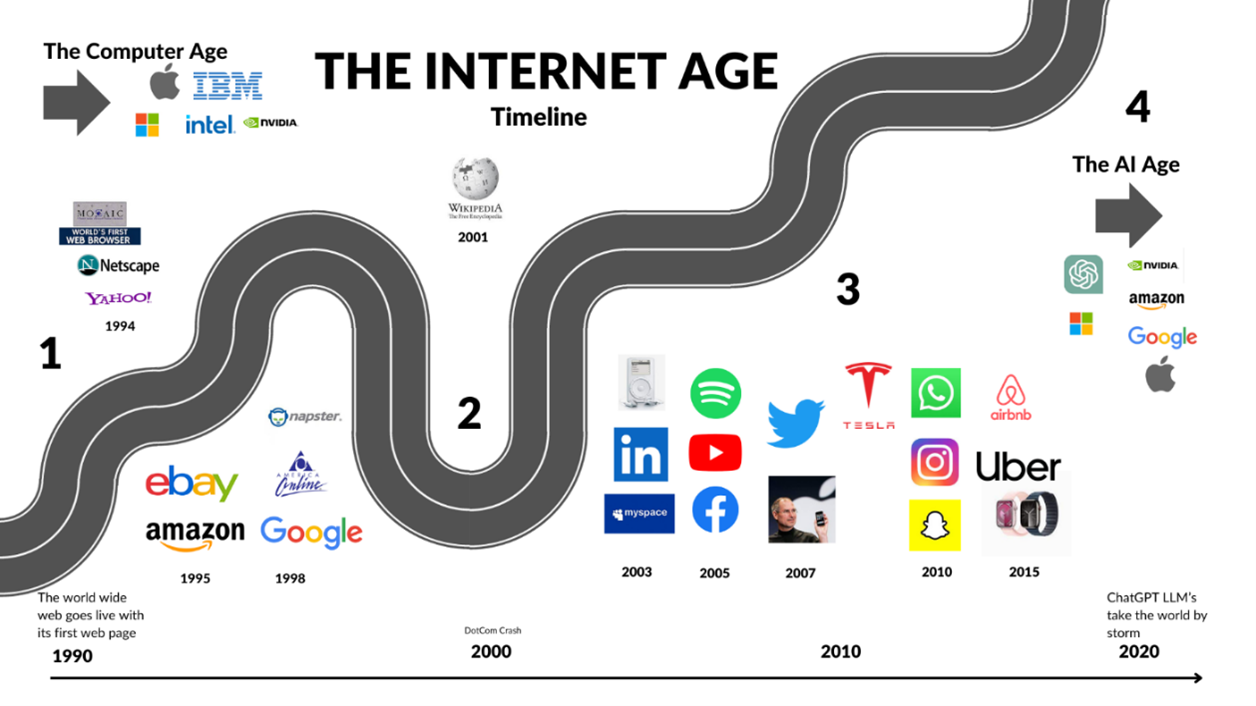 The Computer Age
IBM
intel.
NVIDIA.
THE INTERNET AGE
Timeline
WIKIPEDIA
The Free Encyclopedia
2001
4
The AI Age
NVIDIA.
amazon
Google
MOSAIC
WORLD'S FIRST
WEB BROWSER
Netscape
YAHOO!
1994
1
2
3
napster.
ebay
AMERICA
Online
amazon
Google
1995
1998
in
myspace
TESLA
airbnb
Uber
2003
2005
2007
2010
2015
The world wide
web goes live with
its first web page
1990
DotCom Crash
2000
2010
ChatGPT LLM's
take the world by
storm
2020